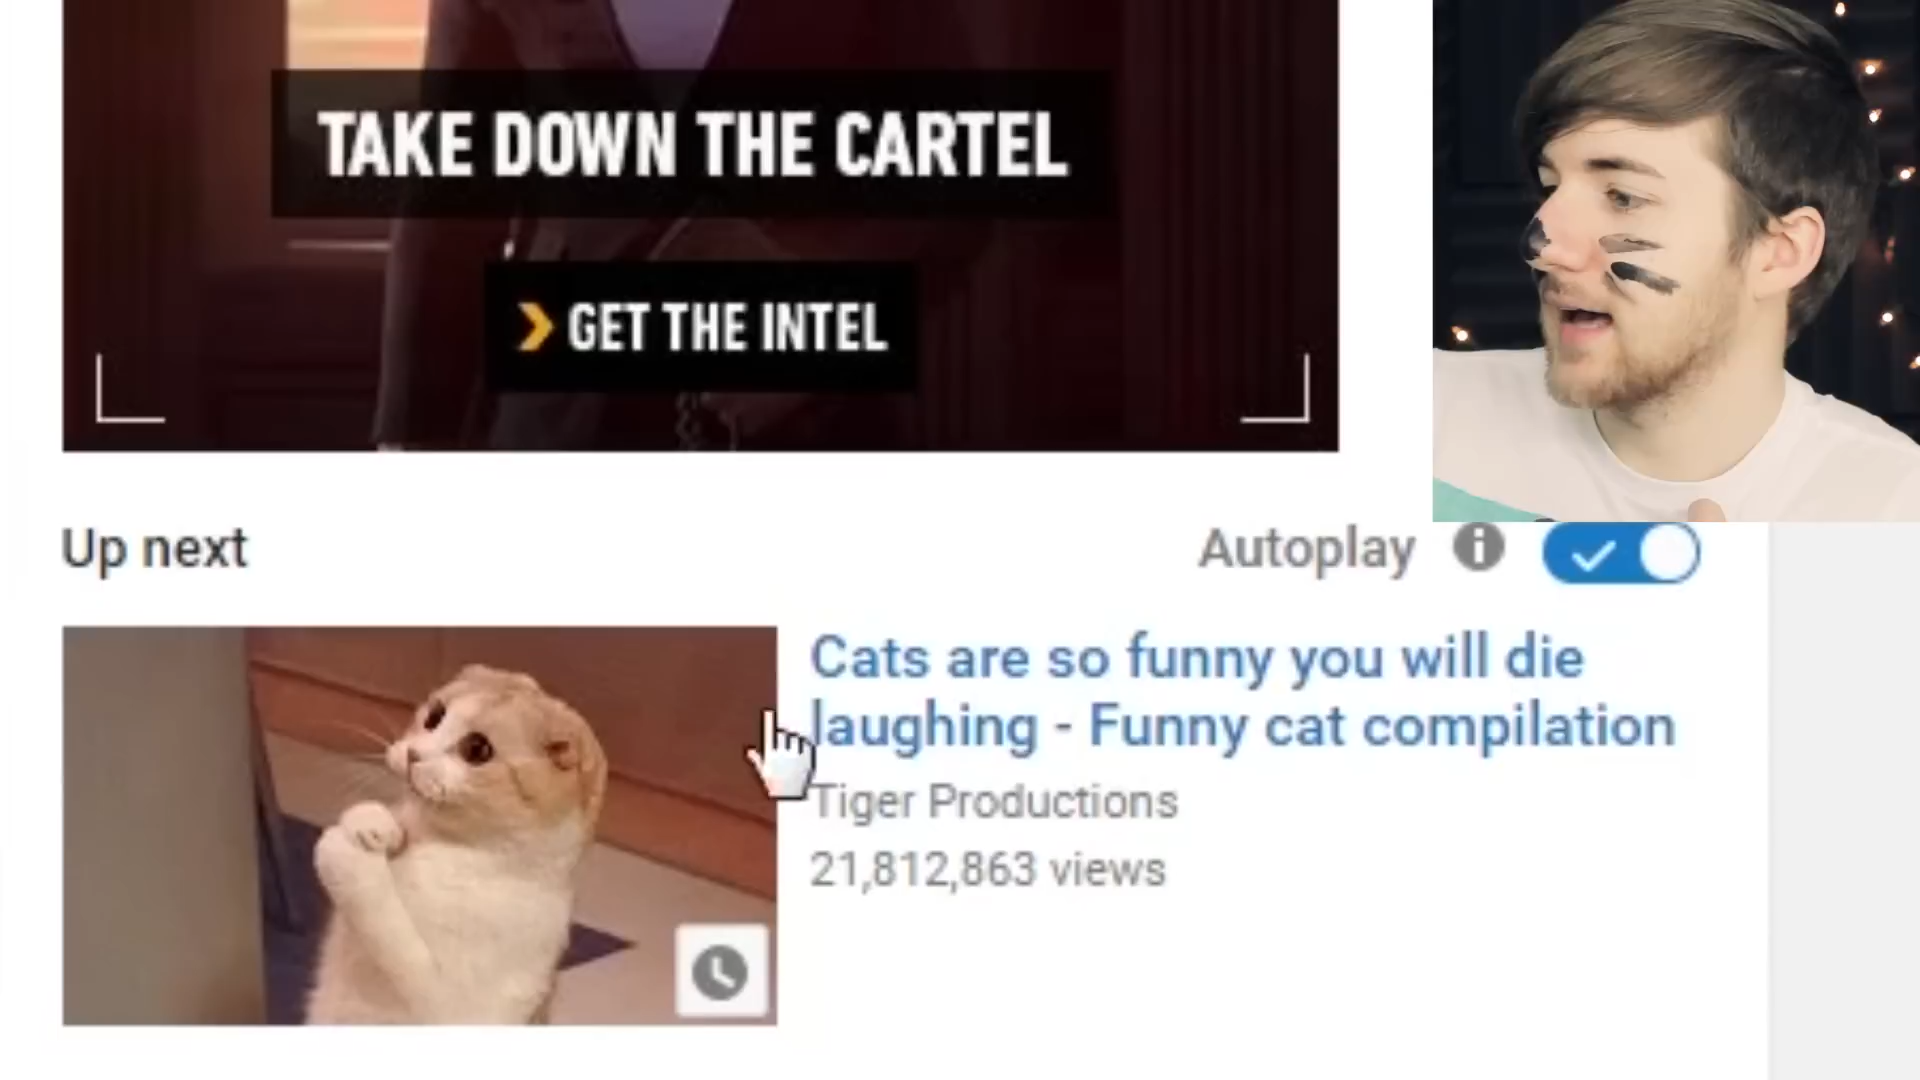 TAKE DOWN THE CARTEL
GET THE INTEL
Up next
Autoplay
Cats are so funny you will die
laughing - Funny cat compilation
Tiger Productions
21,812,863 views